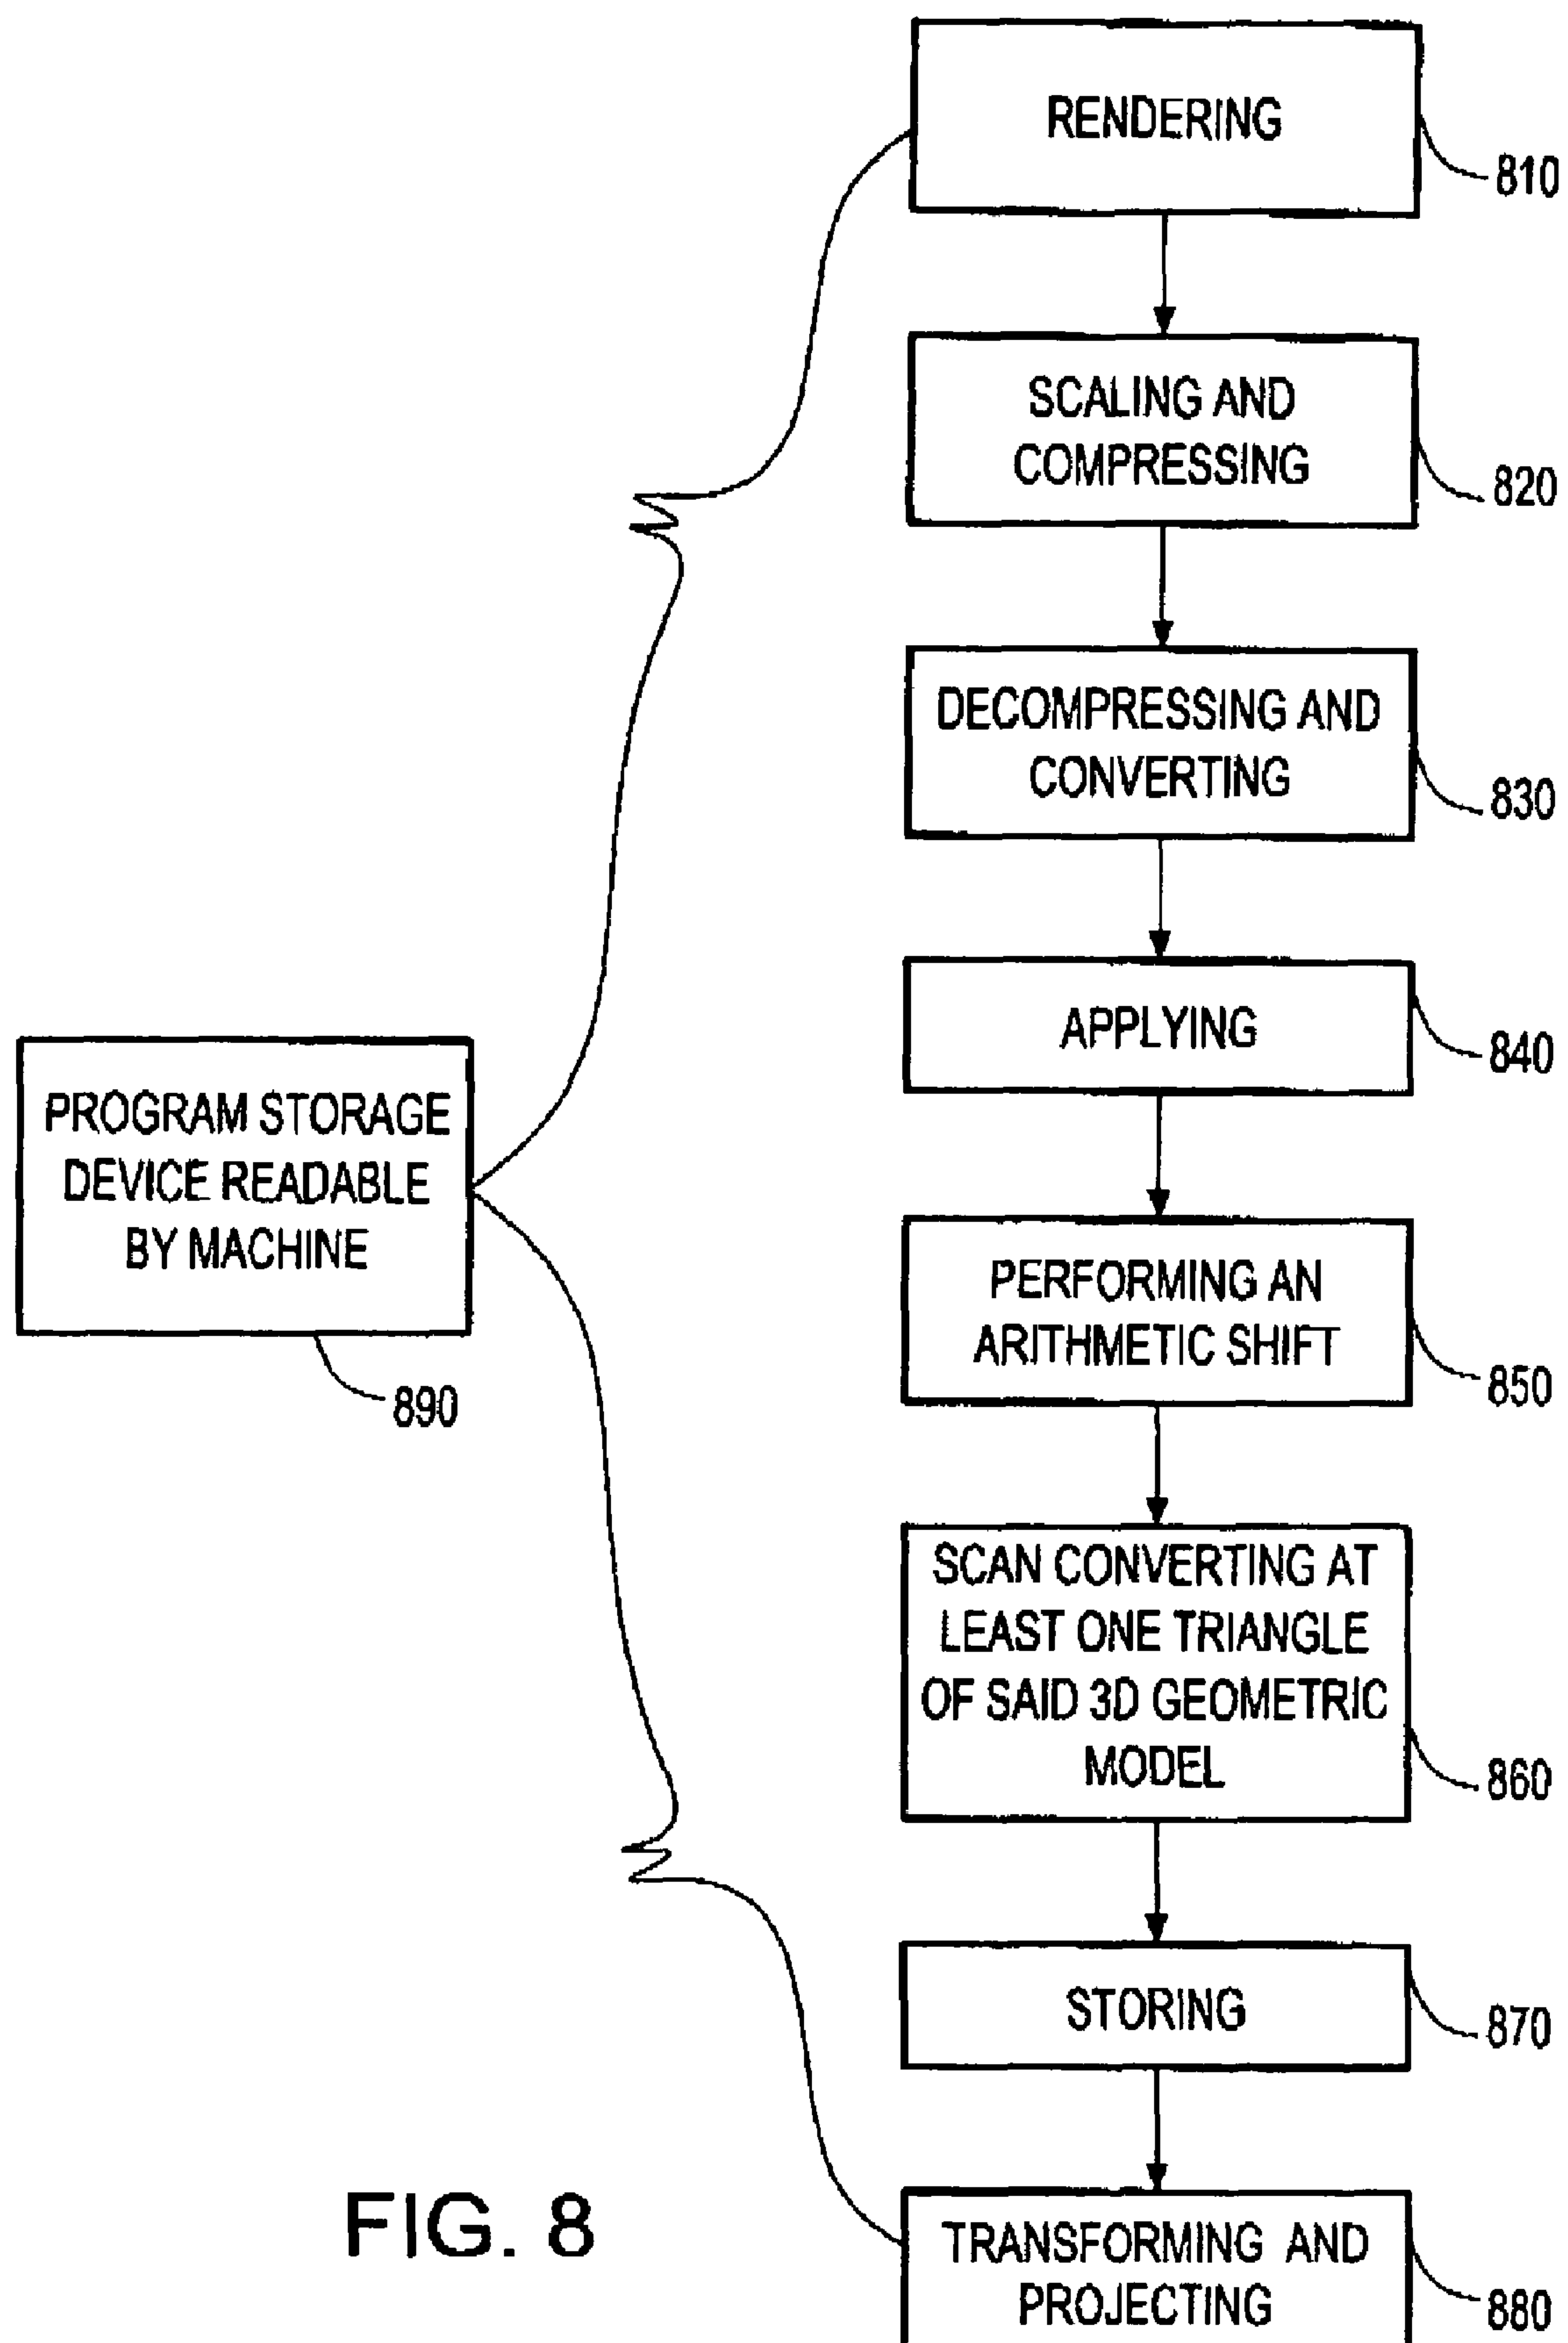 RENDERING
810
SCALING AND
COMPRESSING
820
DECOMPRESSING AND
CONVERTING
830
APPLYING
840
PROGRAM STORAGE
DEVICE READABLE
BY MACHINE
890
PERFORMING AN
ARITHMETIC SHIFT
850
SCAN CONVERTING AT
LEAST ONE TRIANGLE
OF SAID 3D GEOMETRIC
MODEL
860
STORING
870
TRANSFORMING AND
PROJECTING
880
FIG. 8